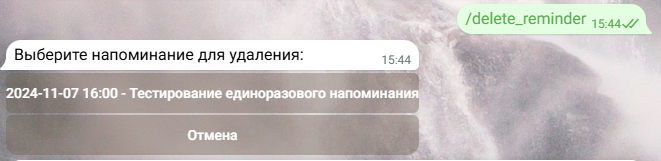 /delete_reminder 15:44
Выберите напоминание для удаления:
15:44
2024-11-07 16:00 - Тестирование единоразового напоминания
Отмена